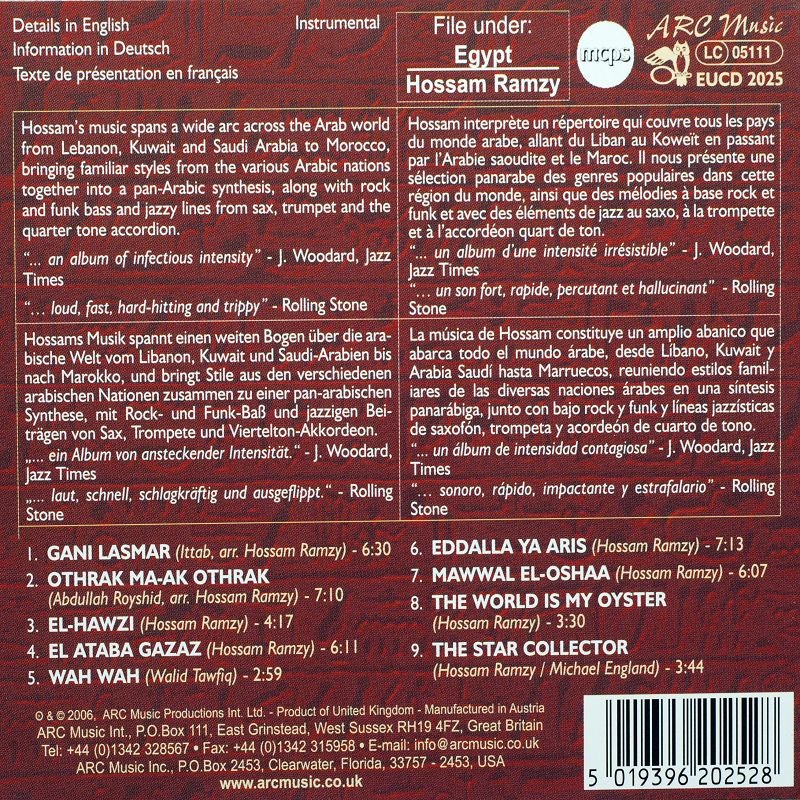 Details in English
Information in Deutsch
Texte de présentation en français
Instrumental
File under:
Egypt
Hossam Ramzy
mcps
ARC Music
LC 05111
EUCD 2025
Hossam's music spans a wide arc across the Arab world
from Lebanon, Kuwait and Saudi Arabia to Morocco,
bringing familiar styles from the various Arabic nations
together into a pan-Arabic synthesis, along with rock
and funk bass and jazzy lines from sax, trumpet and the
quarter tone accordion.
"... an album of infectious intensity" - J. Woodard, Jazz
Times
"... loud, fast, hard-hitting and trippy" - Rolling Stone
Hossam interprète un répertoire qui couvre tous les pays
du monde arabe, allant du Liban au Koweït en passant
par l'Arabie saoudite et le Maroc. Il nous présente une
sélection panarabe des genres populaires dans cette
région du monde, ainsi que des mélodies à base rock et
funk et avec des éléments de jazz au saxo, à la trompette
et à l'accordéon quart de ton.
"... un album d'une intensité irrésistible" - J. Woodard,
Jazz Times
"... un son fort, rapide, percutant et hallucinant" - Rolling
Stone
Hossams Musik spannt einen weiten Bogen über die ara-
bische Welt vom Libanon, Kuwait und Saudi-Arabien bis
nach Marokko, und bringt Stile aus den verschiedenen
arabischen Nationen zusammen zu einer pan-arabischen
Synthese, mit Rock- und Funk-Baß und jazzigen Bei-
trägen von Sax, Trompete und Viertelton-Akkordeon.
„... ein Album von ansteckender Intensität." - J. Woodard,
Jazz Times
„... laut, schnell, schlagkräftig und ausgeflippt." - Rolling
Stone
La música de Hossam constituye un amplio abanico que
abarca todo el mundo árabe, desde Líbano, Kuwait y
Arabia Saudí hasta Marruecos, reuniendo estilos famil-
iares de las diversas naciones árabes en una síntesis
panarábiga, junto con bajo rock y funk y líneas jazzísticas
de saxofón, trompeta y acordeón de cuarto de tono.
"... un álbum de intensidad contagiosa" - J. Woodard, Jazz
Times
"... sonoro, rápido, impactante y estrafalario" - Rolling
Stone
1. GANI LASMAR (Ittab, arr. Hossam Ramzy) - 6:30
2. OTHRAK MA-AK OTHRAK
(Abdullah Royshid, arr. Hossam Ramzy) - 7:10
3. EL-HAWZI (Hossam Ramzy) - 4:17
4. EL ATABA GAZAZ (Hossam Ramzy) - 6:11
5. WAH WAH (Walid Tawfiq) - 2:59
6. EDDALLA YA ARIS (Hossam Ramzy) - 7:13
7. MAWWAL EL-OSHAA (Hossam Ramzy) - 6:07
8. THE WORLD IS MY OYSTER
(Hossam Ramzy) - 3:30
9. THE STAR COLLECTOR
(Hossam Ramzy / Michael England) - 3:44
℗ & © 2006, ARC Music Productions Int. Ltd. - Product of United Kingdom - Manufactured in Austria
ARC Music Int., P.O.Box 111, East Grinstead, West Sussex RH19 4FZ, Great Britain
Tel: +44 (0)1342 328567 • Fax: +44 (0)1342 315958 • E-mail: info@arcmusic.co.uk
ARC Music Inc., P.O.Box 2453, Clearwater, Florida, 33757 - 2453, USA
www.arcmusic.co.uk
5 019396 202528